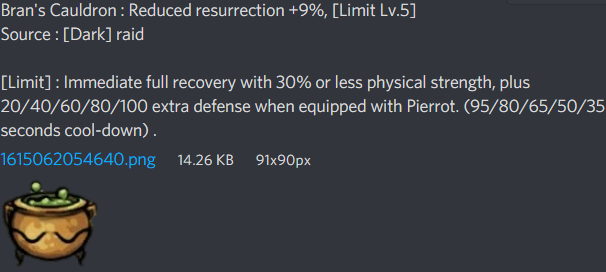 Bran's Cauldron : Reduced resurrection +9%, [Limit Lv.5]
Source : [Dark] raid
[Limit] : Immediate full recovery with 30% or less physical strength, plus
20/40/60/80/100 extra defense when equipped with Pierrot. (95/80/65/50/35
seconds cool-down) .
1615062054640.png 14.26 KB 91x90px